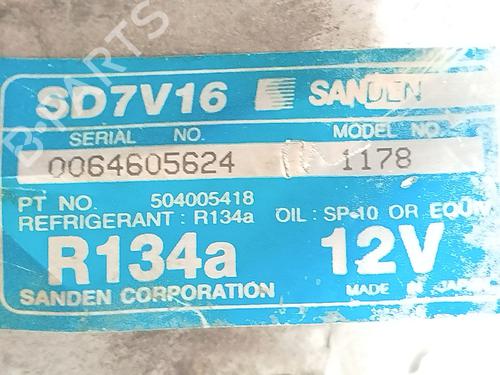 B-PARTS
SD7V16 SANDEN
SERIAL NO. MODEL NO.
0064605624 1178
PT NO. 504005418
REFRIGERANT : R134a OIL : SP-10 OR EQUIV
R134a 12V
SANDEN CORPORATION MADE IN JAPAN